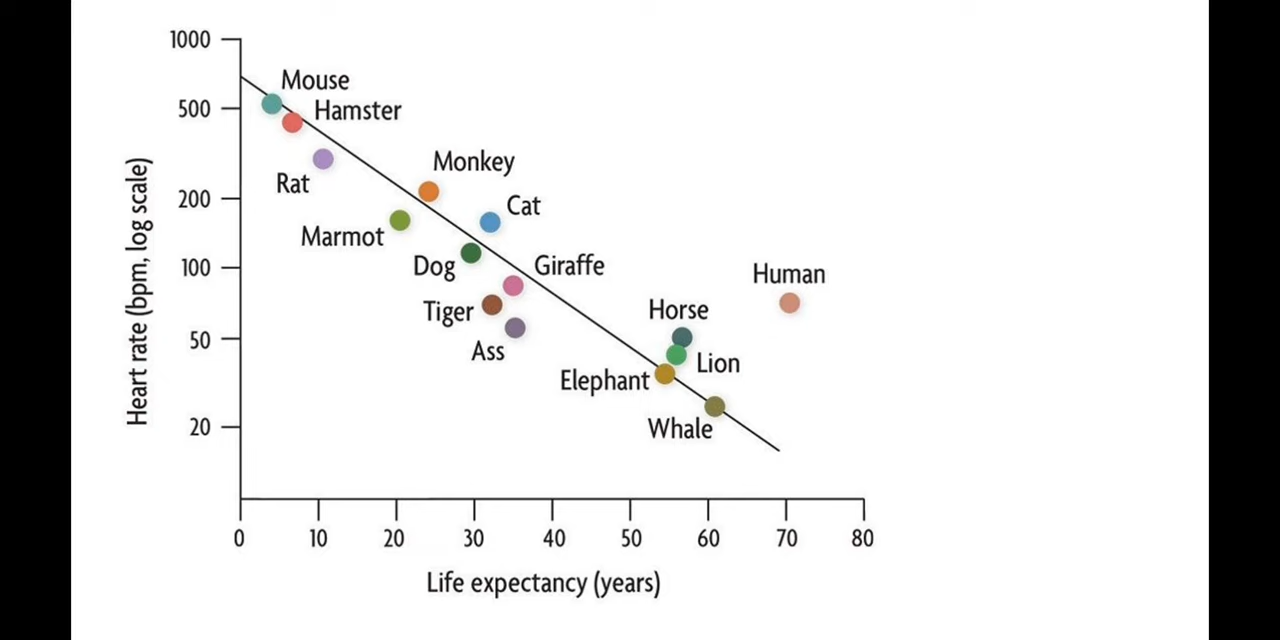 1000
500
200
100
50
20
Heart rate (bpm, log scale)
Mouse
Hamster
Rat
Monkey
Marmot
Cat
Dog
Giraffe
Tiger
Ass
Human
Horse
Lion
Elephant
Whale
0 10 20 30 40 50 60 70 80
Life expectancy (years)